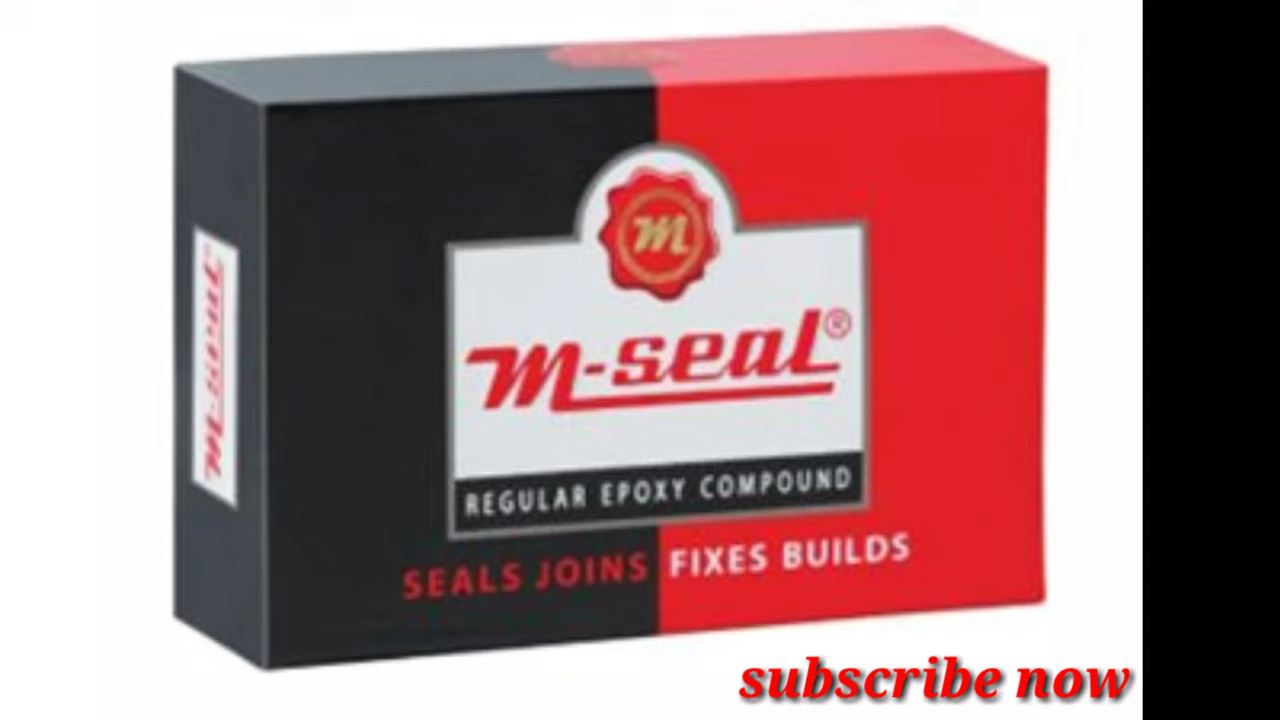 m
m-seal®
m-seal®
REGULAR EPOXY COMPOUND
SEALS JOINS FIXES BUILDS
subscribe now